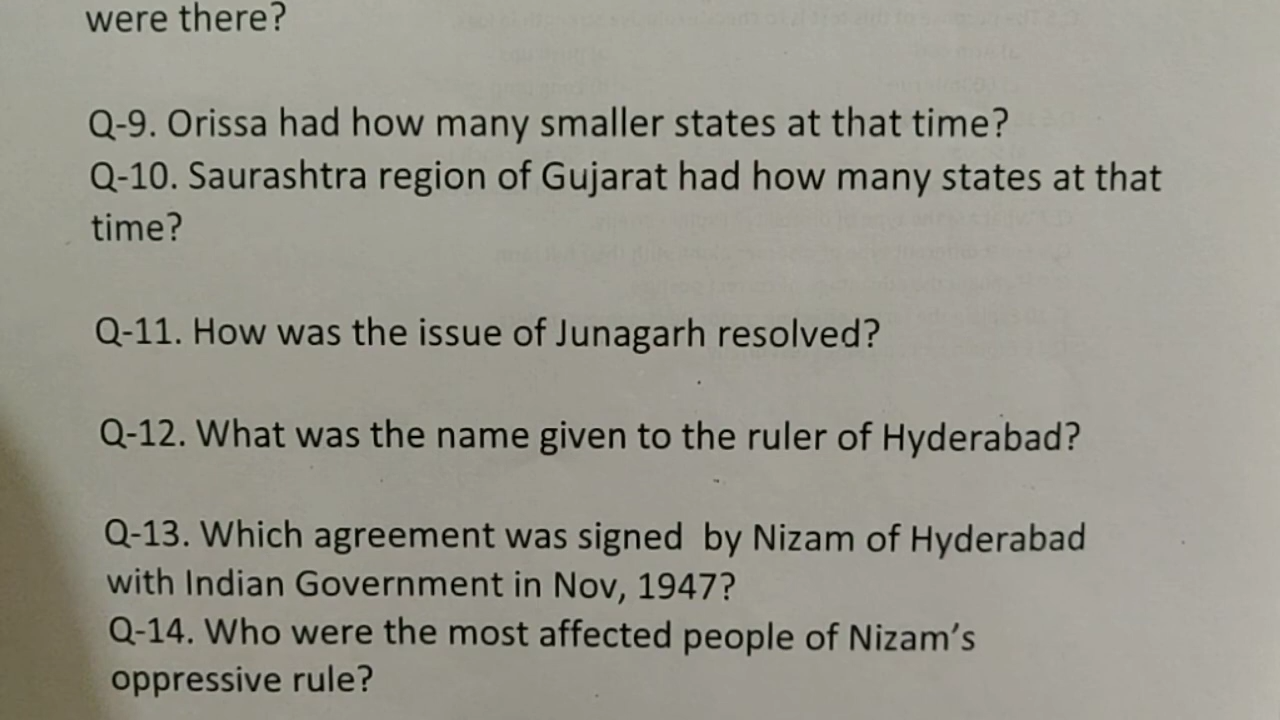 were there?
Q-9. Orissa had how many smaller states at that time?
Q-10. Saurashtra region of Gujarat had how many states at that
time?
Q-11. How was the issue of Junagarh resolved?
Q-12. What was the name given to the ruler of Hyderabad?
Q-13. Which agreement was signed  by Nizam of Hyderabad
with Indian Government in Nov, 1947?
Q-14. Who were the most affected people of Nizam’s
oppressive rule?